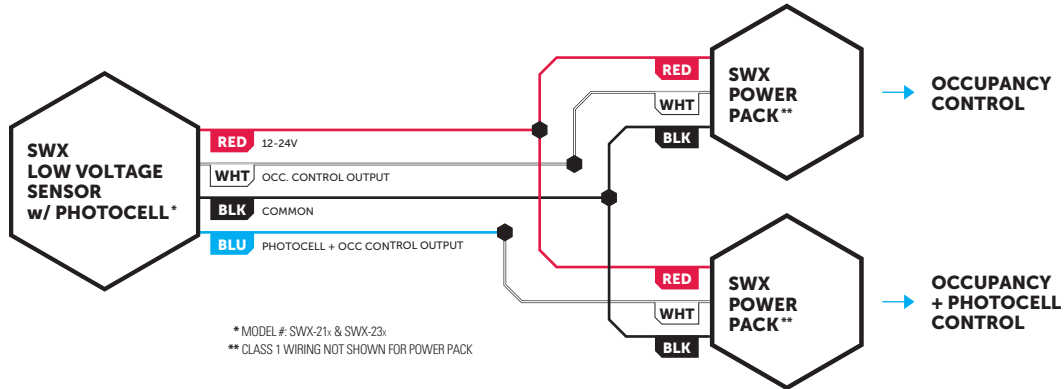 SWX
LOW VOLTAGE
SENSOR
w/ PHOTOCELL*
RED 12-24V
WHT OCC. CONTROL OUTPUT
BLK COMMON
BLU PHOTOCELL + OCC CONTROL OUTPUT
RED
WHT
BLK
SWX
POWER
PACK**
OCCUPANCY
CONTROL
RED
WHT
BLK
SWX
POWER
PACK**
OCCUPANCY
+ PHOTOCELL
CONTROL
* MODEL #: SWX-21x & SWX-23x
** CLASS 1 WIRING NOT SHOWN FOR POWER PACK